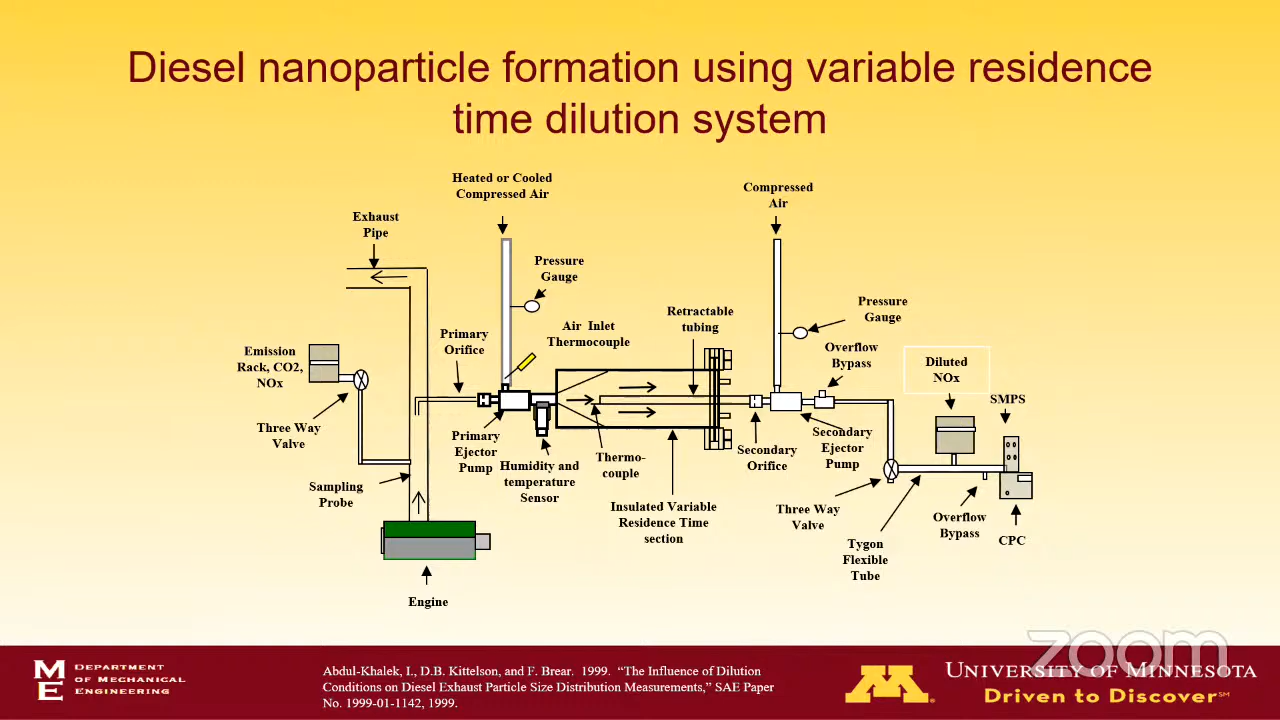 Diesel nanoparticle formation using variable residence
time dilution system
Heated or Cooled
Compressed Air
Compressed
Air
Exhaust
Pipe
Pressure
Gauge
Pressure
Gauge
Retractable
tubing
Air Inlet
Thermocouple
Primary
Orifice
Overflow
Bypass
Emission
Rack, CO2,
NOx
Diluted
NOx
SMPS
Three Way
Valve
Primary
Ejector
Pump
Humidity and
temperature
Sensor
Thermo-
couple
Secondary
Orifice
Secondary
Ejector
Pump
Sampling
Probe
Insulated Variable
Residence Time
section
Three Way
Valve
Overflow
Bypass
CPC
Tygon
Flexible
Tube
Engine
zoom
M
E
DEPARTMENT
OF MECHANICAL
ENGINEERING
Abdul-Khalek, I., D.B. Kittelson, and F. Brear. 1999. “The Influence of Dilution
Conditions on Diesel Exhaust Particle Size Distribution Measurements,” SAE Paper
No. 1999-01-1142, 1999.
M
UNIVERSITY OF MINNESOTA
Driven to Discover℠